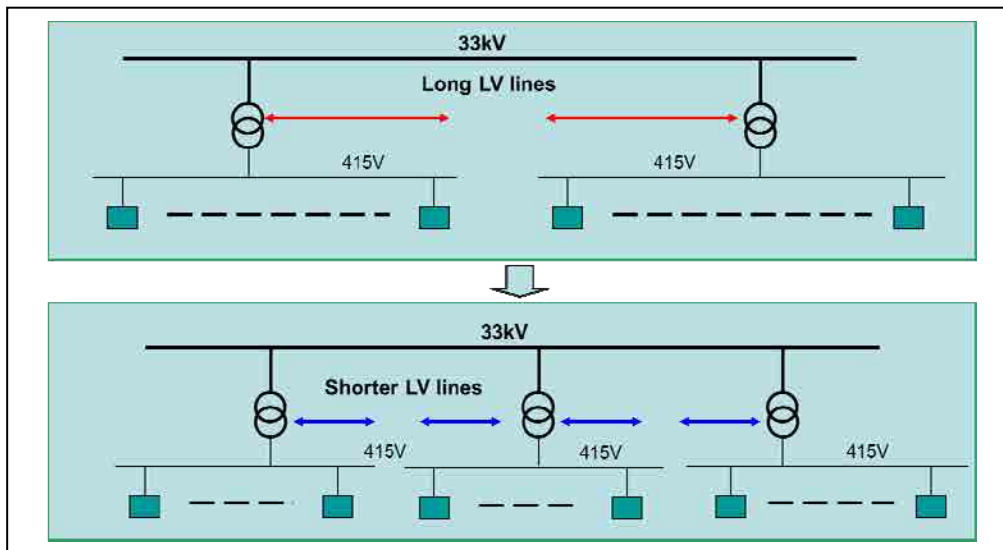 33kV
Long LV lines
415V 415V
33kV
Shorter LV lines
415V 415V 415V